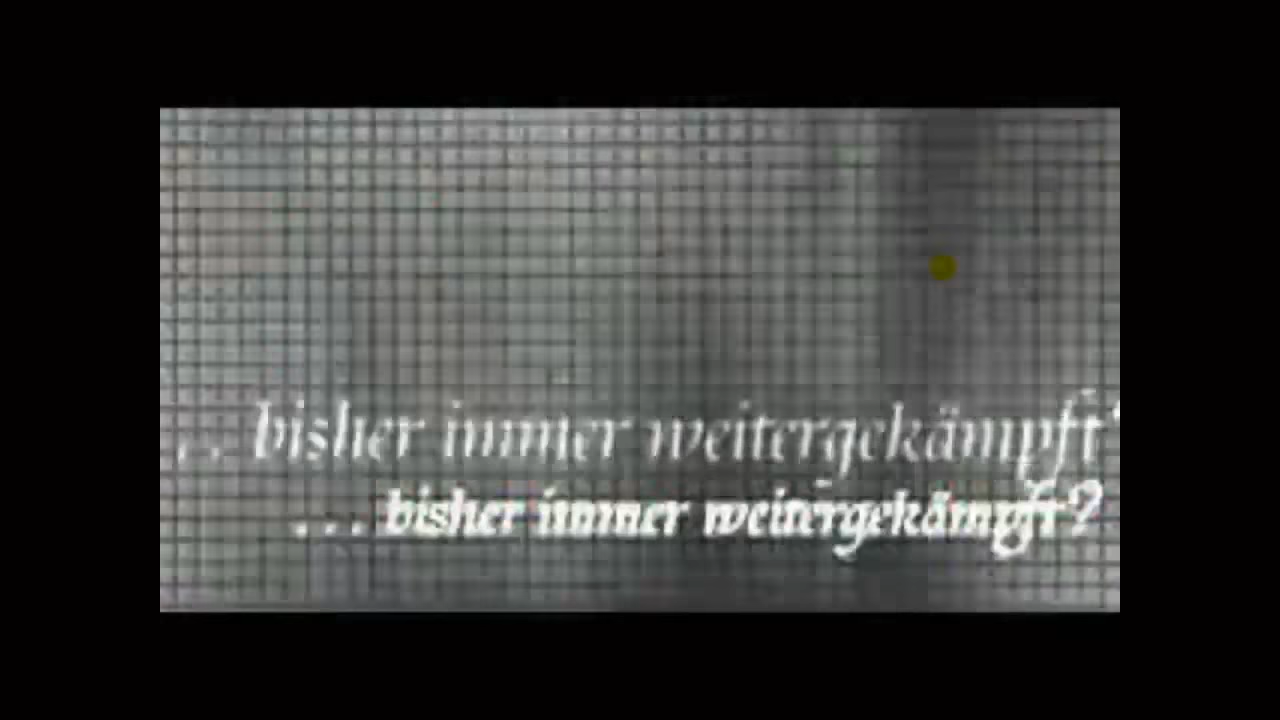 . . bisher immer weitergekämpft?
. . . bisher immer weitergekämpft?